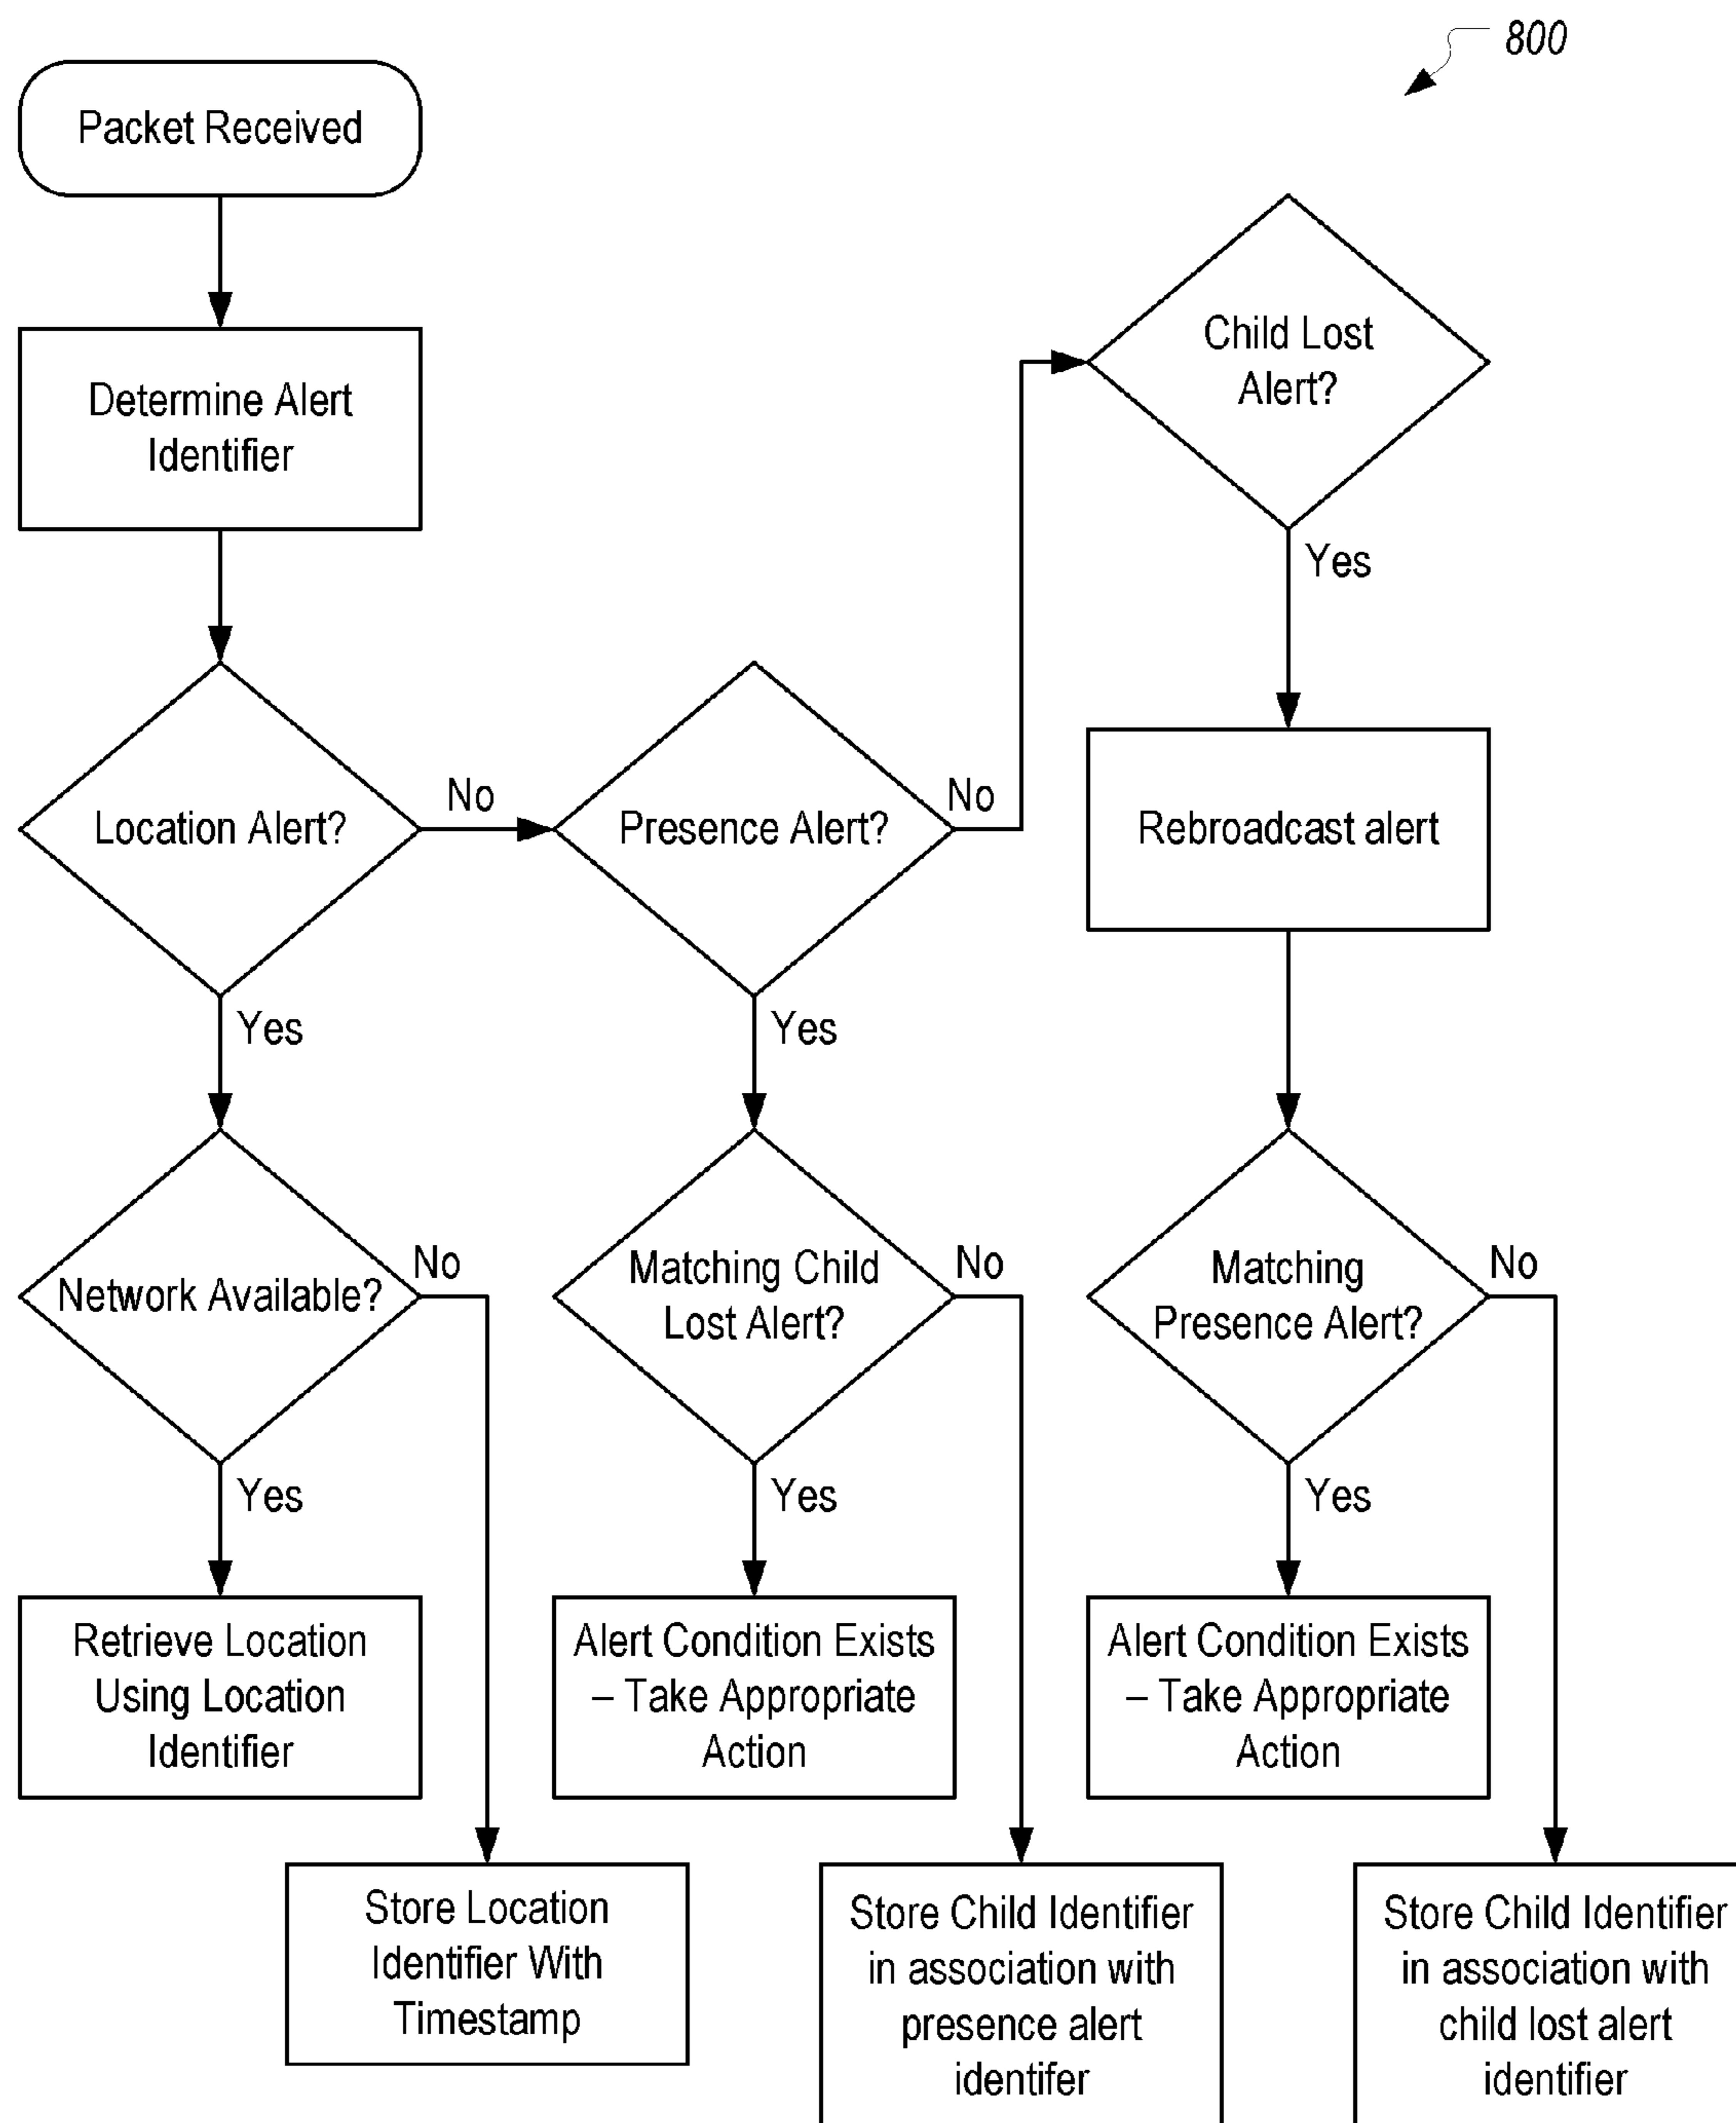 800
Packet Received
Determine Alert
Identifier
Child Lost
Alert?
Yes
Location Alert?
No
Presence Alert?
No
Rebroadcast alert
Yes
Yes
Network Available?
No
Matching Child
Lost Alert?
No
Matching
Presence Alert?
No
Yes
Yes
Yes
Retrieve Location
Using Location
Identifier
Alert Condition Exists
– Take Appropriate
Action
Alert Condition Exists
– Take Appropriate
Action
Store Location
Identifier With
Timestamp
Store Child Identifier
in association with
presence alert
identifer
Store Child Identifier
in association with
child lost alert
identifier